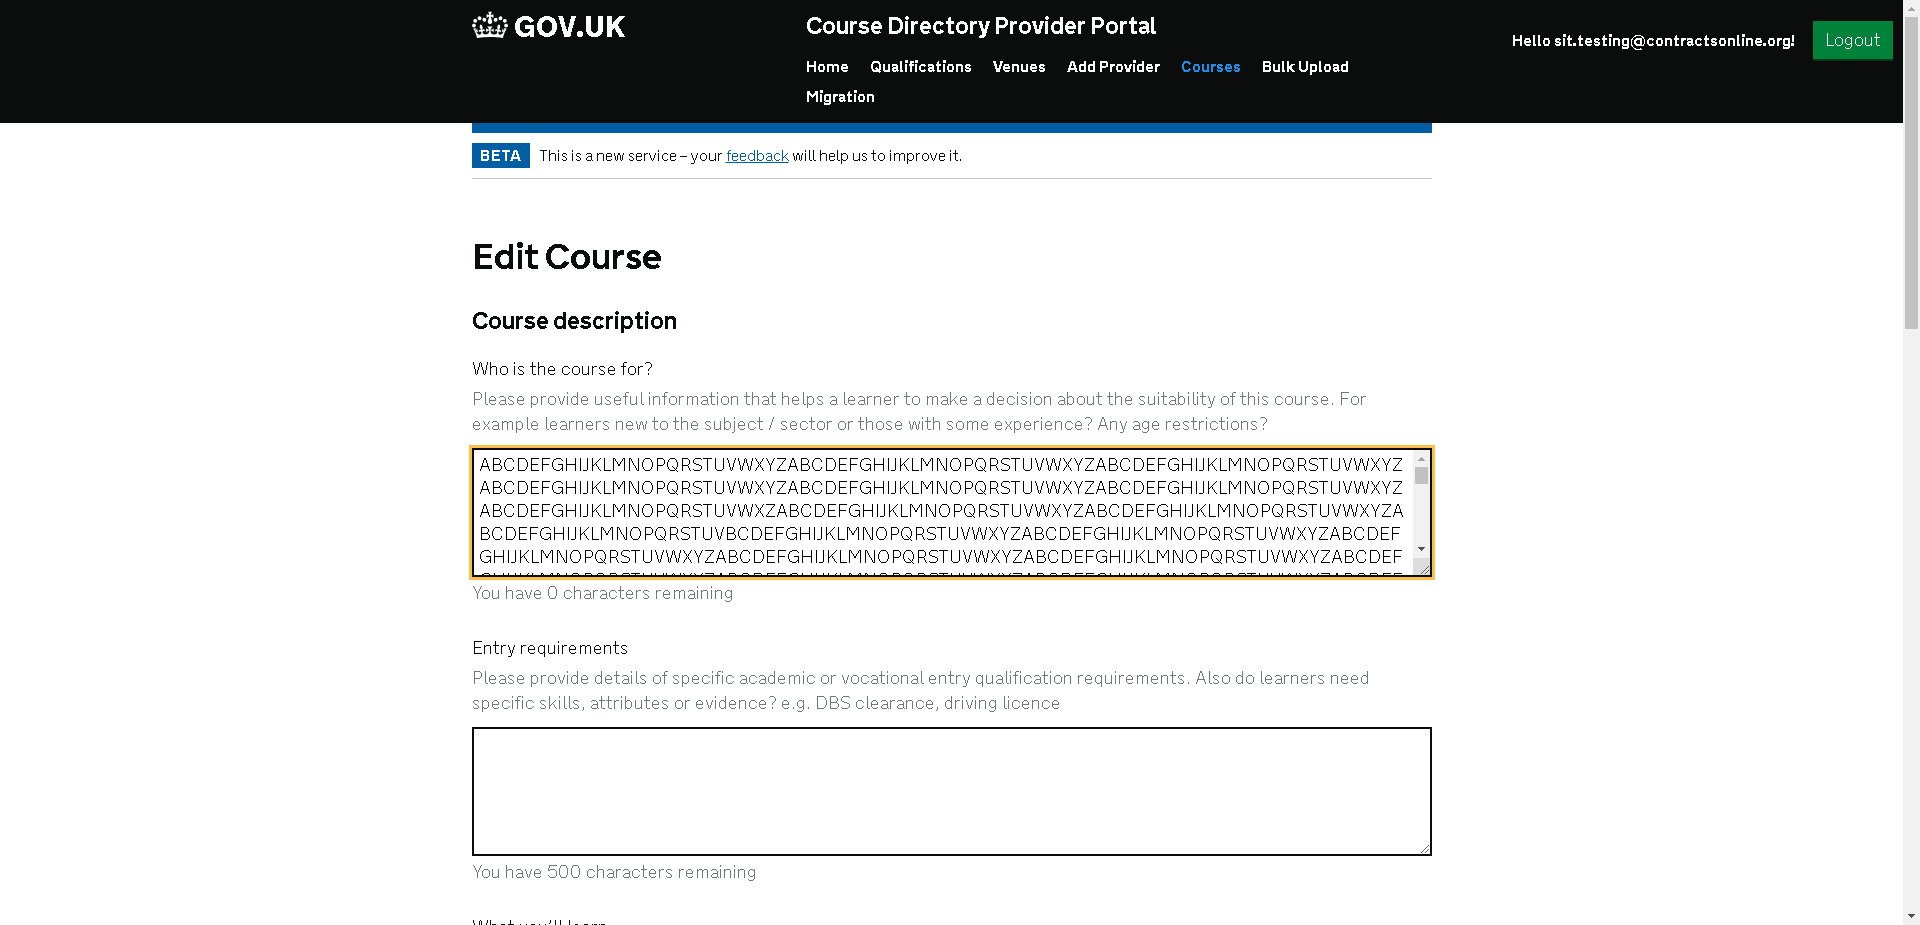 GOV.UK
Course Directory Provider Portal
Home Qualifications Venues Add Provider Courses Bulk Upload
Migration
Hello sit.testing@contractsonline.org!
Logout
BETA This is a new service – your feedback will help us to improve it.
Edit Course
Course description
Who is the course for?
Please provide useful information that helps a learner to make a decision about the suitability of this course. For
example learners new to the subject / sector or those with some experience? Any age restrictions?
ABCDEFGHIJKLMNOPQRSTUVWXYZABCDEFGHIJKLMNOPQRSTUVWXYZABCDEFGHIJKLMNOPQRSTUVWXYZ
ABCDEFGHIJKLMNOPQRSTUVWXYZABCDEFGHIJKLMNOPQRSTUVWXYZABCDEFGHIJKLMNOPQRSTUVWXYZ
ABCDEFGHIJKLMNOPQRSTUVWXZABCDEFGHIJKLMNOPQRSTUVWXYZABCDEFGHIJKLMNOPQRSTUVWXYZA
BCDEFGHIJKLMNOPQRSTUVBCDEFGHIJKLMNOPQRSTUVWXYZABCDEFGHIJKLMNOPQRSTUVWXYZABCDEF
GHIJKLMNOPQRSTUVWXYZABCDEFGHIJKLMNOPQRSTUVWXYZABCDEFGHIJKLMNOPQRSTUVWXYZABCDEF
You have 0 characters remaining
Entry requirements
Please provide details of specific academic or vocational entry qualification requirements. Also do learners need
specific skills, attributes or evidence? e.g. DBS clearance, driving licence
You have 500 characters remaining
What you'll learn